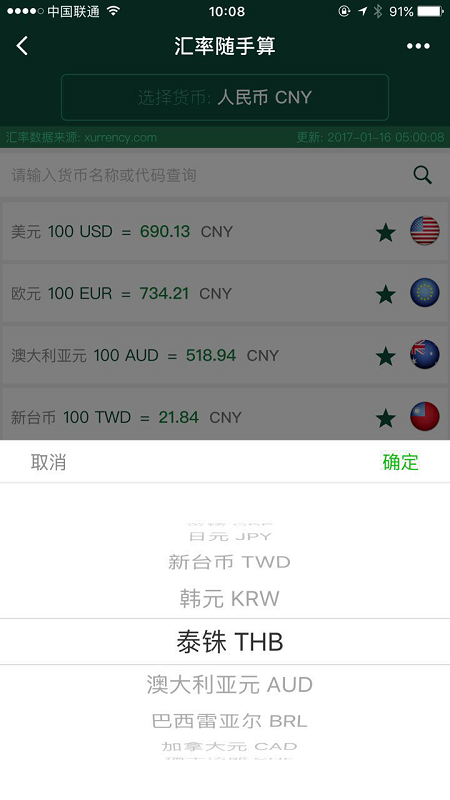 中国联通 10:08 91%
汇率随手算
选择货币: 人民币 CNY
汇率数据来源: xurrency.com 更新: 2017-01-16 05:00:08
请输入货币名称或代码查询
美元 100 USD = 690.13 CNY
欧元 100 EUR = 734.21 CNY
澳大利亚元 100 AUD = 518.94 CNY
新台币 100 TWD = 21.84 CNY
取消 确定
日元 JPY
新台币 TWD
韩元 KRW
泰铢 THB
澳大利亚元 AUD
巴西雷亚尔 BRL
加拿大元 CAD